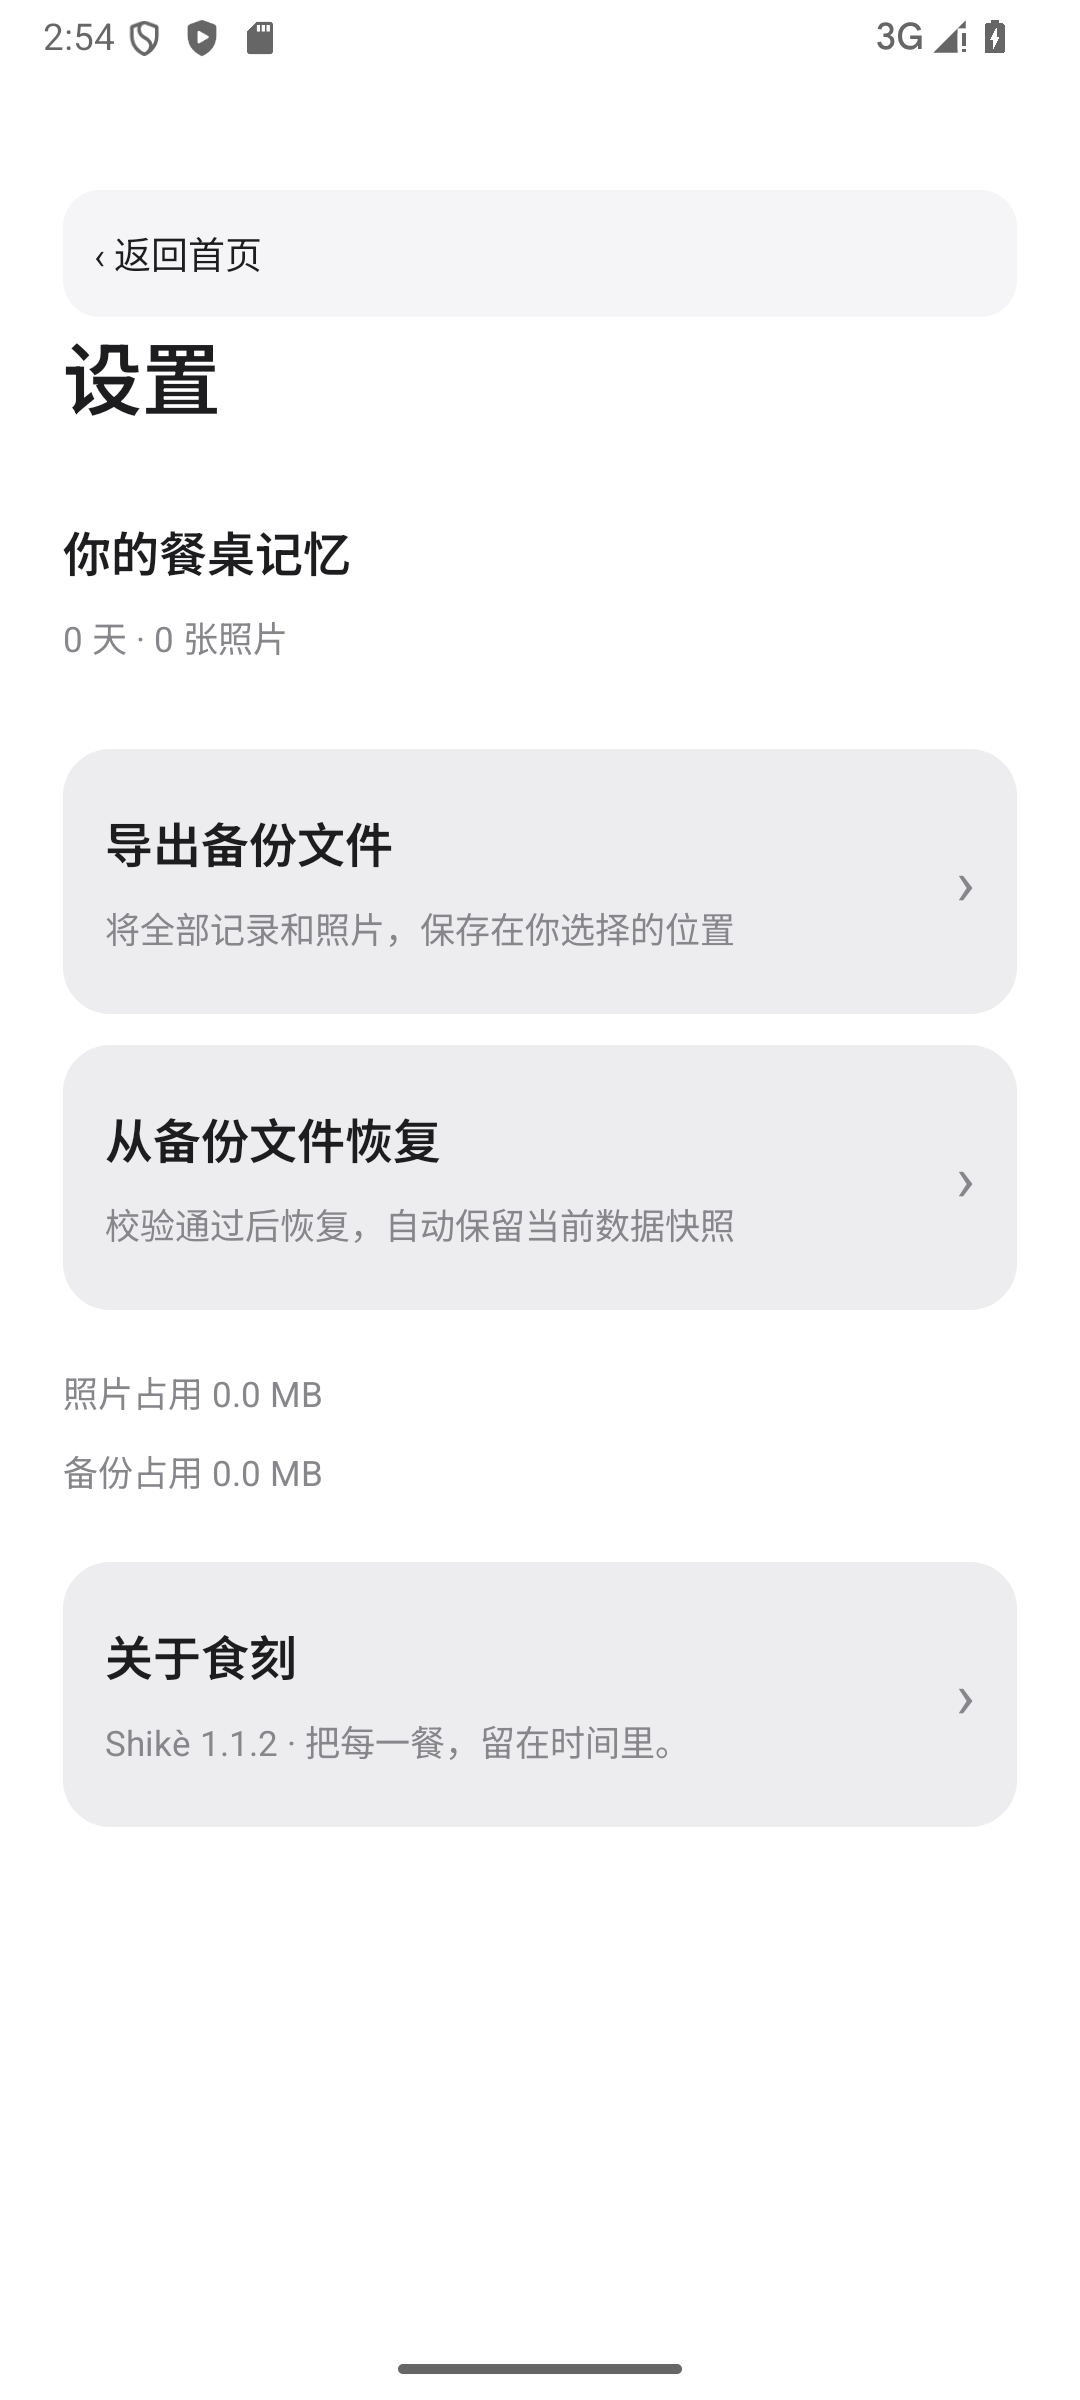 2:54
3G
‹ 返回首页
设置
你的餐桌记忆
0 天 · 0 张照片
导出备份文件
将全部记录和照片，保存在你选择的位置
›
从备份文件恢复
校验通过后恢复，自动保留当前数据快照
›
照片占用 0.0 MB
备份占用 0.0 MB
关于食刻
Shikè 1.1.2 · 把每一餐，留在时间里。
›